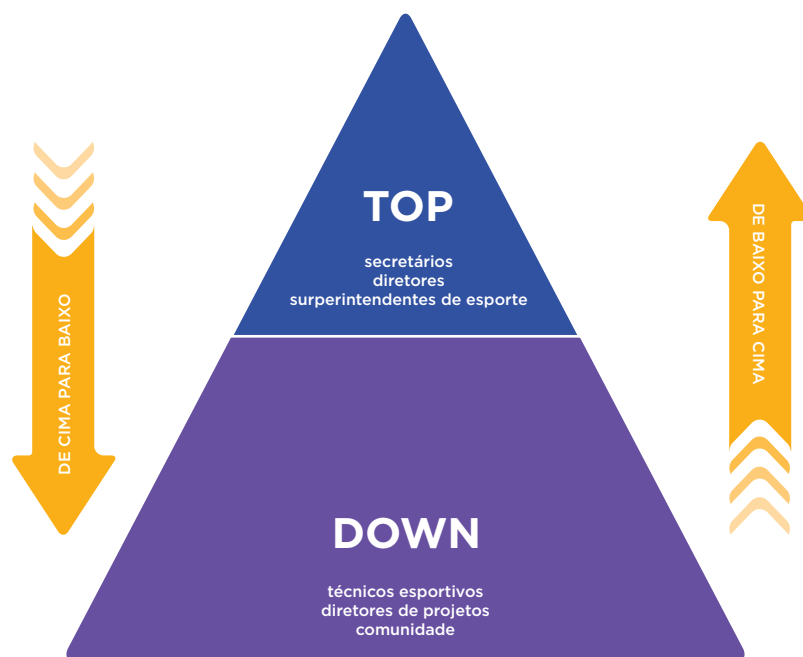 TOP
secretários
diretores
surperintendentes de esporte
DE CIMA PARA BAIXO
DE BAIXO PARA CIMA
DOWN
técnicos esportivos
diretores de projetos
comunidade